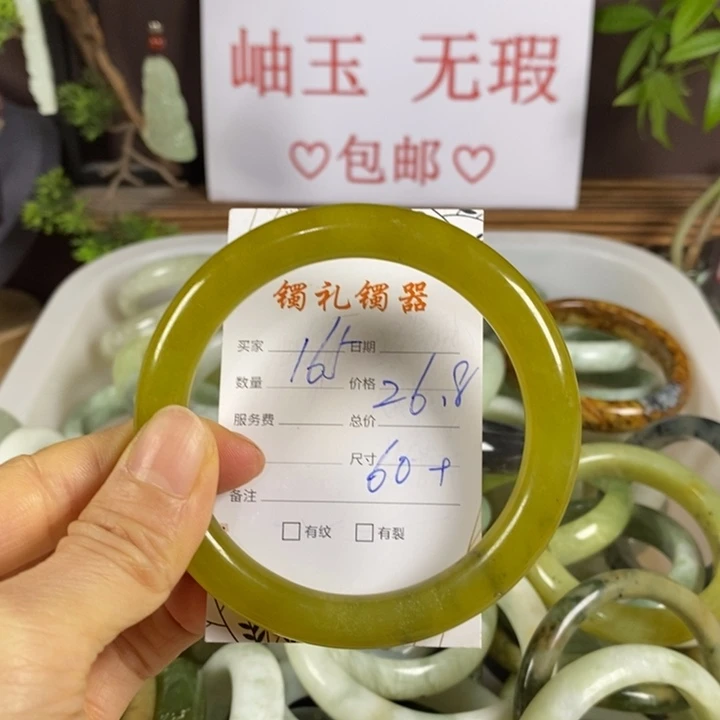 岫玉 无瑕
♡包邮♡
镯礼镯器
买家 日期
165
数量 价格 26.8
服务费 总价
尺寸 60+
备注
□有纹 □有裂